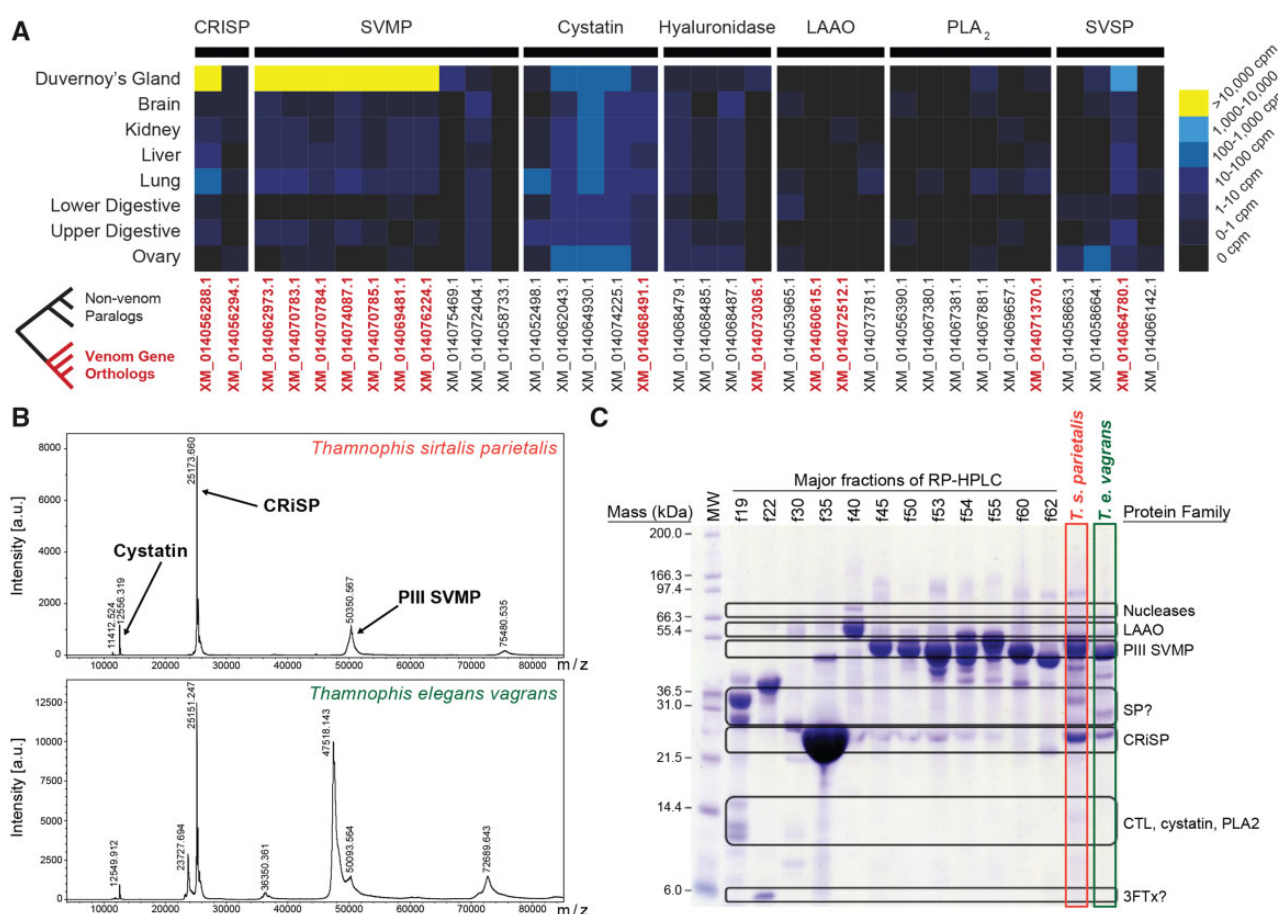 A
CRISP SVMP Cystatin Hyaluronidase LAAO PLA2 SVSP
Duvernoy's Gland
Brain
Kidney
Liver
Lung
Lower Digestive
Upper Digestive
Ovary
>10,000 cpm
1,000-10,000 cpm
100-1,000 cpm
10-100 cpm
1-10 cpm
0-1 cpm
0 cpm
Non-venom
Paralogs
Venom Gene
Orthologs
XM_014056288.1
XM_014056294.1
XM_014062973.1
XM_014070783.1
XM_014070784.1
XM_014074087.1
XM_014070785.1
XM_014069481.1
XM_014076224.1
XM_014075469.1
XM_014072404.1
XM_014058733.1
XM_014052498.1
XM_014062043.1
XM_014064930.1
XM_014074225.1
XM_014068491.1
XM_014068479.1
XM_014068485.1
XM_014068487.1
XM_014073036.1
XM_014053965.1
XM_014060615.1
XM_014072512.1
XM_014073781.1
XM_014056390.1
XM_014067380.1
XM_014067381.1
XM_014067881.1
XM_014069657.1
XM_014071370.1
XM_014058663.1
XM_014058664.1
XM_014064780.1
XM_014066142.1
B
Thamnophis sirtalis parietalis
Intensity [a.u.]
8000
6000
4000
2000
0
11412.524
12556.319
25173.660
50350.567
75480.535
CRiSP
Cystatin
PIII SVMP
10000 20000 30000 40000 50000 60000 70000 80000 m/z
Thamnophis elegans vagrans
Intensity [a.u.]
12500
10000
7500
5000
2500
0
12549.912
23727.694
25151.247
36350.361
47518.143
50093.564
72689.643
10000 20000 30000 40000 50000 60000 70000 80000 m/z
C
Major fractions of RP-HPLC
Mass (kDa) MW f19 f22 f30 f35 f40 f45 f50 f53 f54 f55 f60 f62 T. s. parietalis T. e. vagrans Protein Family
200.0
166.3
97.4
66.3
55.4
36.5
31.0
21.5
14.4
6.0
Nucleases
LAAO
PIII SVMP
SP?
CRiSP
CTL, cystatin, PLA2
3FTx?